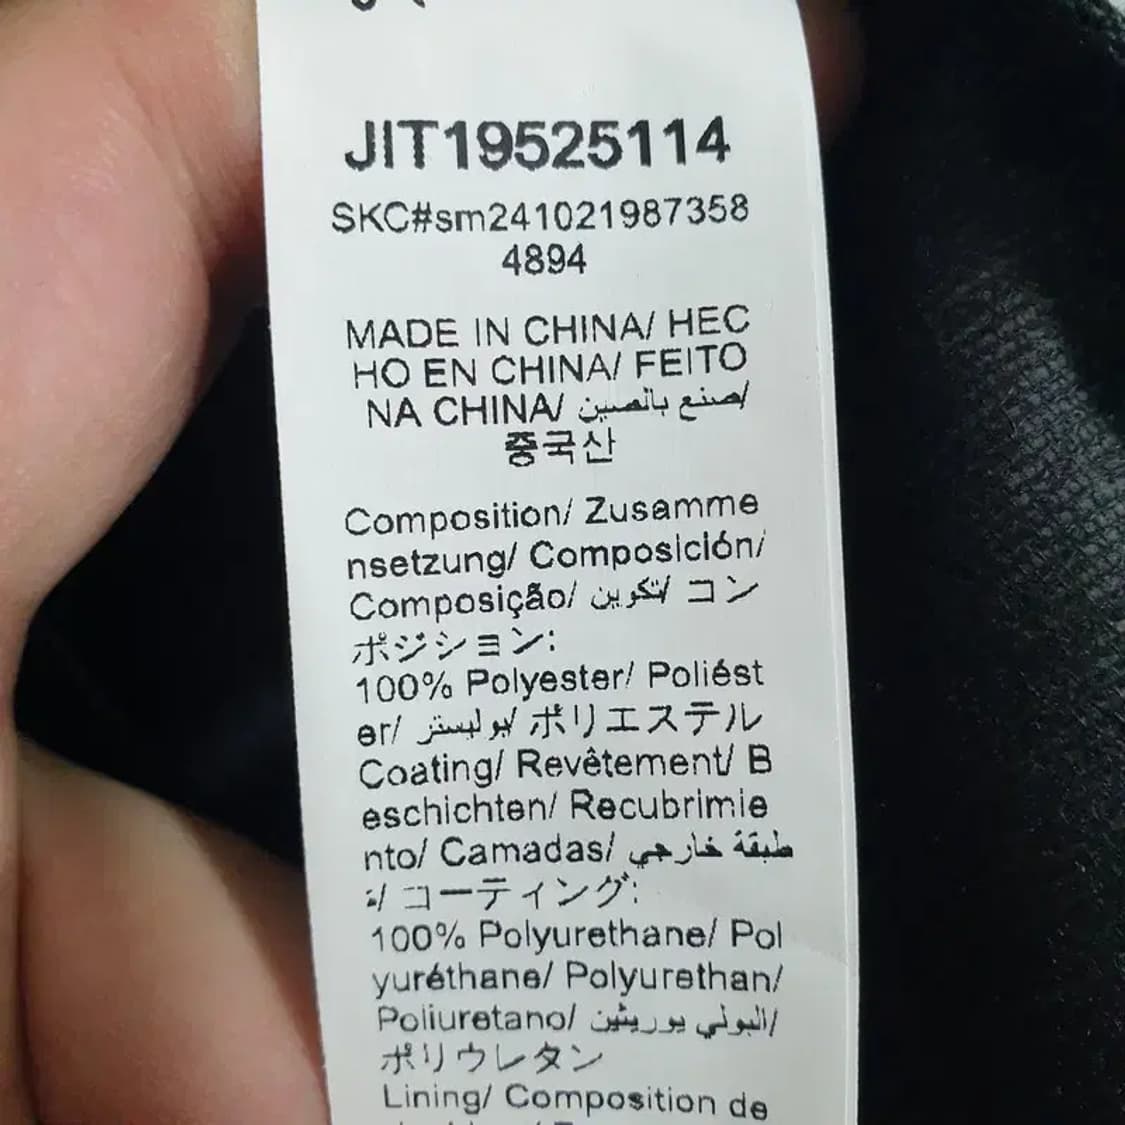 JIT19525114
SKC#sm241021987358
4894
MADE IN CHINA/ HEC
HO EN CHINA/ FEITO
NA CHINA/ صنع بالصين/
중국산
Composition/ Zusamme
nsetzung/ Composición/
Composição/ تكوين/ コン
ポジション:
100% Polyester/ Poliést
er/ بوليستر/ ポリエステル
Coating/ Revêtement/ B
eschichten/ Recubrimie
nto/ Camadas/ طبقة خارجي
ة/ コーティング:
100% Polyurethane/ Pol
yuréthane/ Polyurethan/
Poliuretano/ البولي يوريثين/
ポリウレタン
Lining/ Composition de